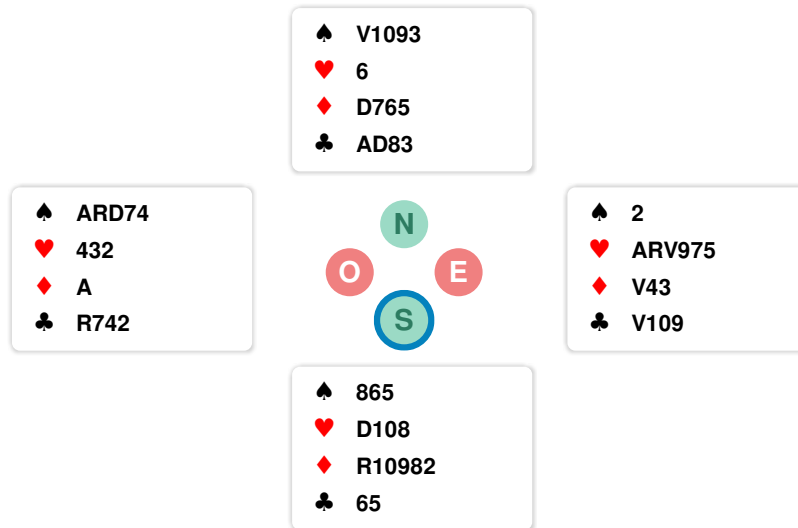 ♠ V1093
♥ 6
♦ D765
♣ AD83
♠ ARD74
♥ 432
♦ A
♣ R742
N
O E
S
♠ 2
♥ ARV975
♦ V43
♣ V109
♠ 865
♥ D108
♦ R10982
♣ 65